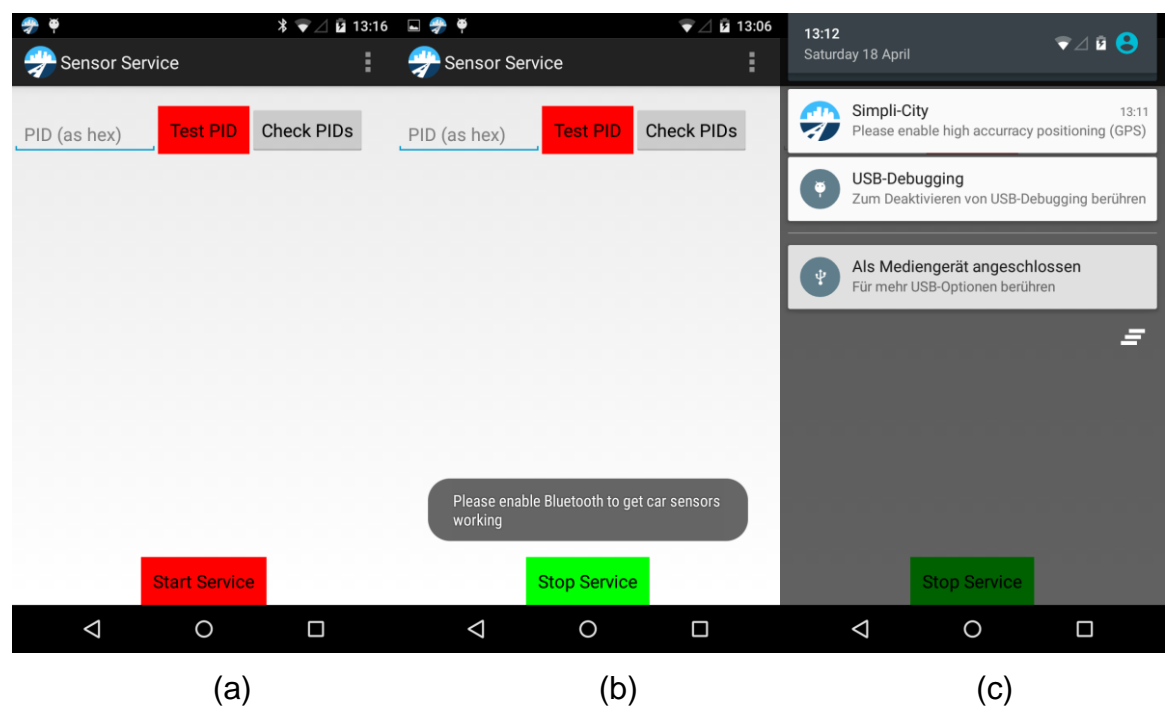 13:16
Sensor Service
PID (as hex)
Test PID
Check PIDs
Start Service
(a)
13:06
Sensor Service
PID (as hex)
Test PID
Check PIDs
Please enable Bluetooth to get car sensors
working
Stop Service
(b)
13:12
Saturday 18 April
Simpli-City
13:11
Please enable high accurracy positioning (GPS)
USB-Debugging
Zum Deaktivieren von USB-Debugging berühren
Als Mediengerät angeschlossen
Für mehr USB-Optionen berühren
Stop Service
(c)